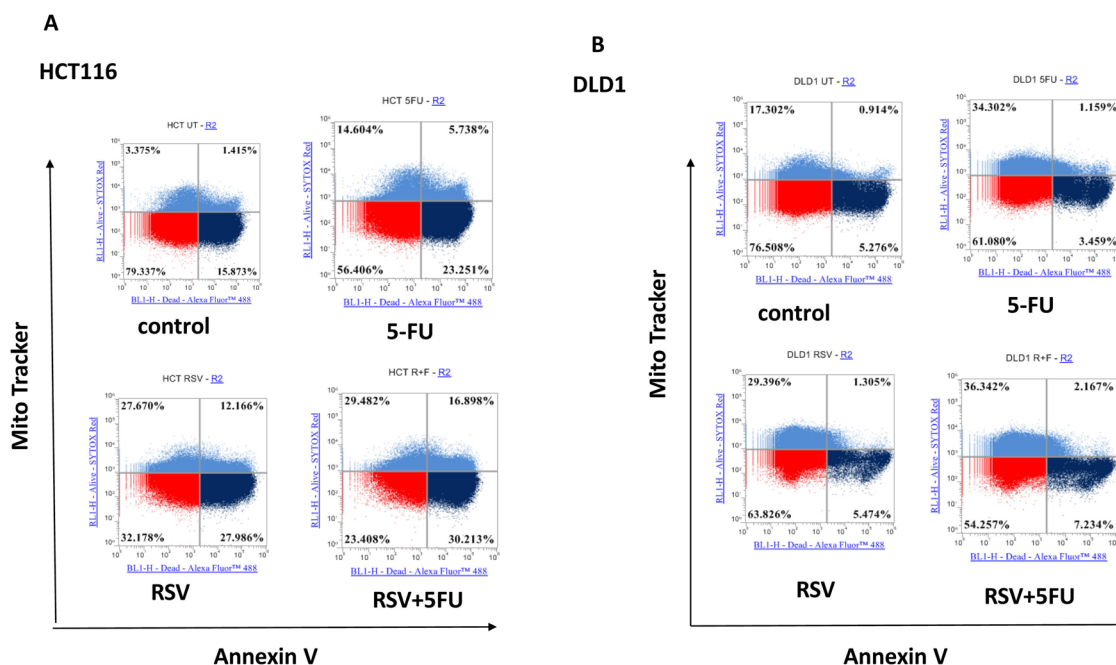 A
HCT116
HCT UT - R2
3.375% 1.415%
79.337% 15.873%
RL1-H - Alive - SYTOX Red
BL1-H - Dead - Alexa Fluor™ 488
control
HCT 5FU - R2
14.604% 5.738%
56.406% 23.251%
RL1-H - Alive - SYTOX Red
BL1-H - Dead - Alexa Fluor™ 488
5-FU
HCT RSV - R2
27.670% 12.166%
32.178% 27.986%
RL1-H - Alive - SYTOX Red
BL1-H - Dead - Alexa Fluor™ 488
RSV
HCT R+F - R2
29.482% 16.898%
23.408% 30.213%
RL1-H - Alive - SYTOX Red
BL1-H - Dead - Alexa Fluor™ 488
RSV+5FU
Mito Tracker
Annexin V
B
DLD1
DLD1 UT - R2
17.302% 0.914%
76.508% 5.276%
RL1-H - Alive - SYTOX Red
BL1-H - Dead - Alexa Fluor™ 488
control
DLD1 5FU - R2
34.302% 1.159%
61.080% 3.459%
RL1-H - Alive - SYTOX Red
BL1-H - Dead - Alexa Fluor™ 488
5-FU
DLD1 RSV - R2
29.396% 1.305%
63.826% 5.474%
RL1-H - Alive - SYTOX Red
BL1-H - Dead - Alexa Fluor™ 488
RSV
DLD1 R+F - R2
36.342% 2.167%
54.257% 7.234%
RL1-H - Alive - SYTOX Red
BL1-H - Dead - Alexa Fluor™ 488
RSV+5FU
Mito Tracker
Annexin V